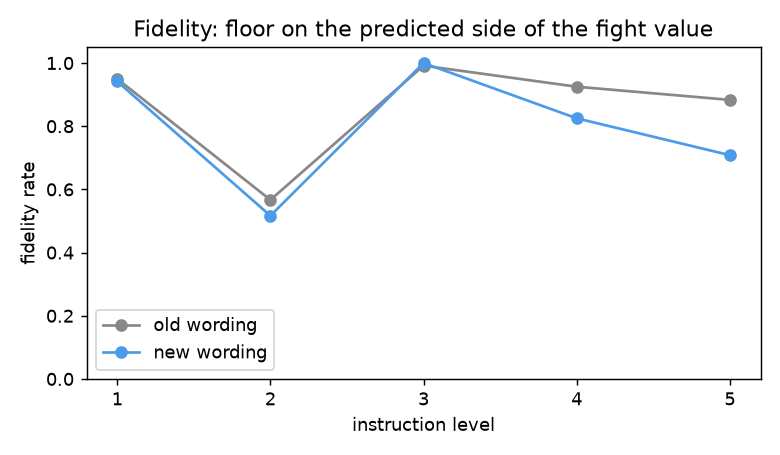 Fidelity: floor on the predicted side of the fight value
fidelity rate
1.0
0.8
0.6
0.4
0.2
0.0
old wording
new wording
1 2 3 4 5
instruction level